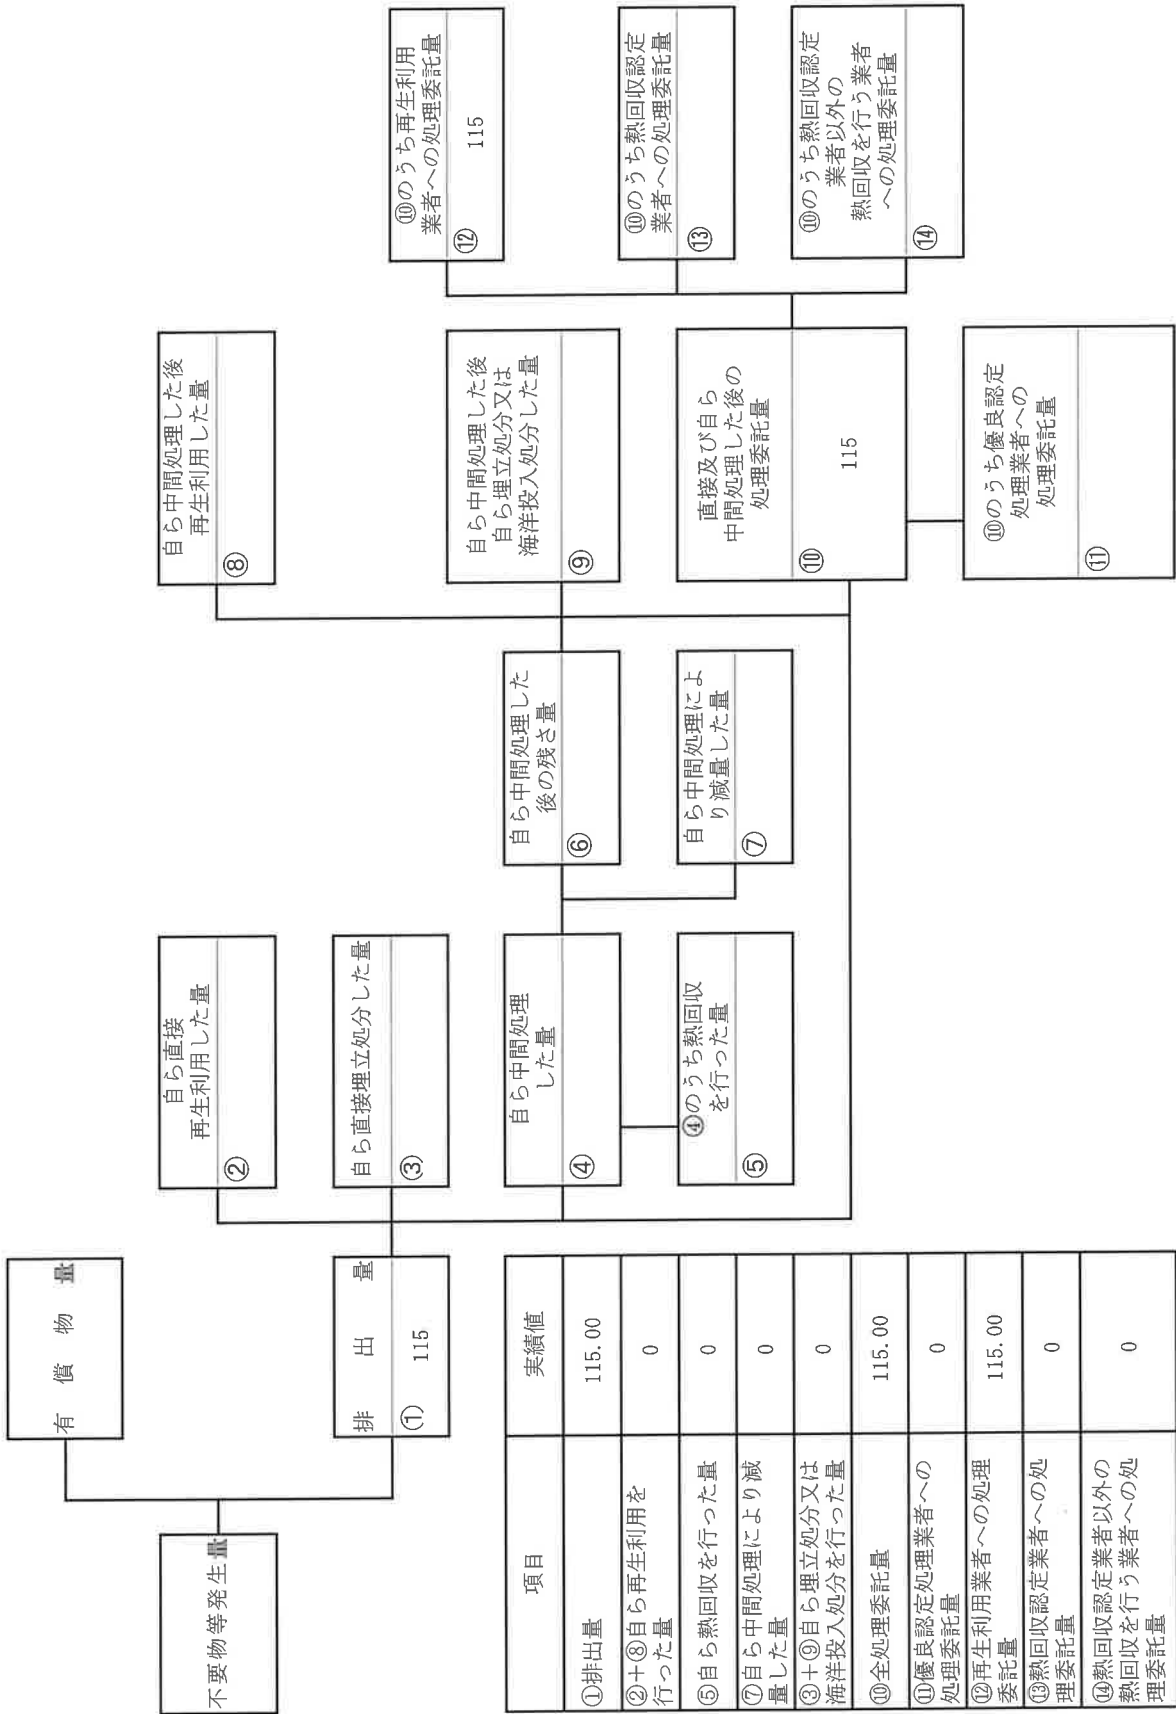 不要物等発生量
有償物量
排出量
①
115
自ら直接
再生利用した量
②
自ら直接埋立処分した量
③
自ら中間処理
した量
④
④のうち熱回収
を行った量
⑤
自ら中間処理した
後の残さ量
⑥
自ら中間処理によ
り減量した量
⑦
自ら中間処理した後
再生利用した量
⑧
自ら中間処理した後
自ら埋立処分又は
海洋投入処分した量
⑨
直接及び自ら
中間処理した後の
処理委託量
⑩
115
⑩のうち優良認定
処理業者への
処理委託量
⑪
⑩のうち再生利用
業者への処理委託量
⑫
115
⑩のうち熱回収認定
業者への処理委託量
⑬
⑩のうち熱回収認定
業者以外の
熱回収を行う業者
への処理委託量
⑭
項目 実績値
①排出量 115.00
②+⑧自ら再生利用を
行った量 0
⑤自ら熱回収を行った量 0
⑦自ら中間処理により減
量した量 0
③+⑨自ら埋立処分又は
海洋投入処分を行った量 0
⑩全処理委託量 115.00
⑪優良認定処理業者への
処理委託量 0
⑫再生利用業者への処理
委託量 115.00
⑬熱回収認定業者への処
理委託量 0
⑭熱回収認定業者以外の
熱回収を行う業者への処
理委託量 0